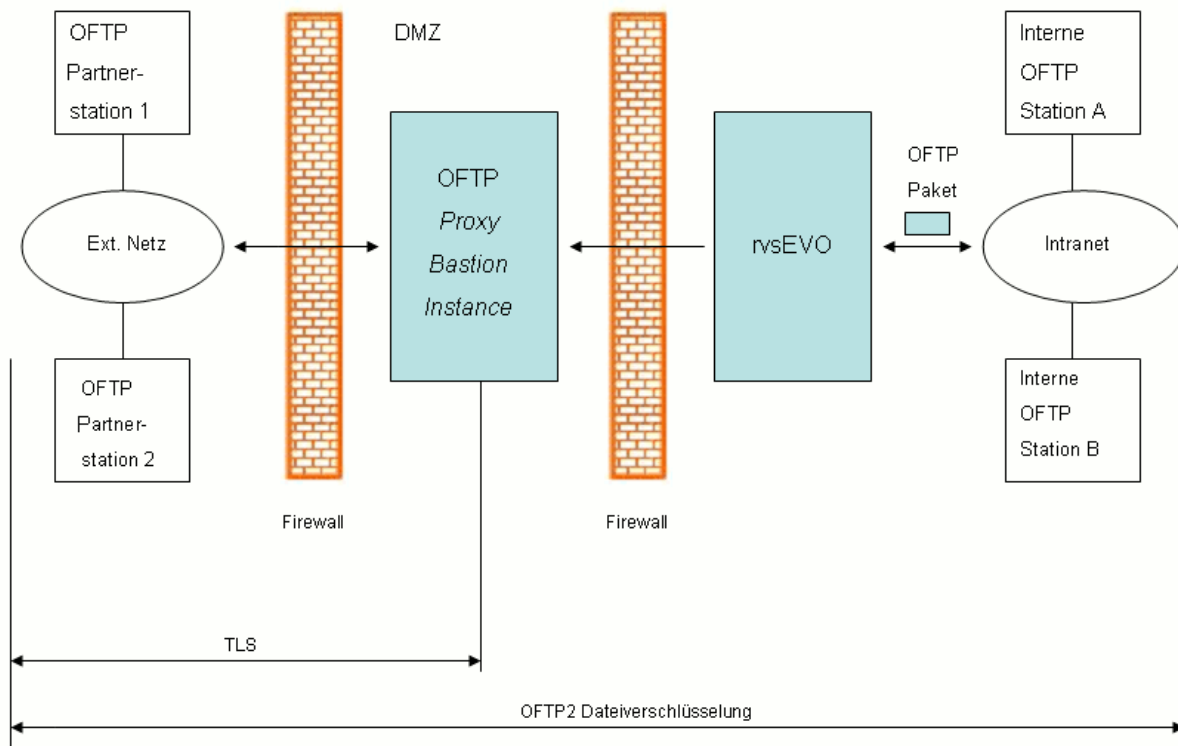 OFTP
Partner-
station 1
DMZ
Interne
OFTP
Station A
OFTP
Proxy
Bastion
Instance
rvsEVO
OFTP
Paket
Ext. Netz
Intranet
OFTP
Partner-
station 2
Interne
OFTP
Station B
Firewall
Firewall
TLS
OFTP2 Dateiverschlüsselung